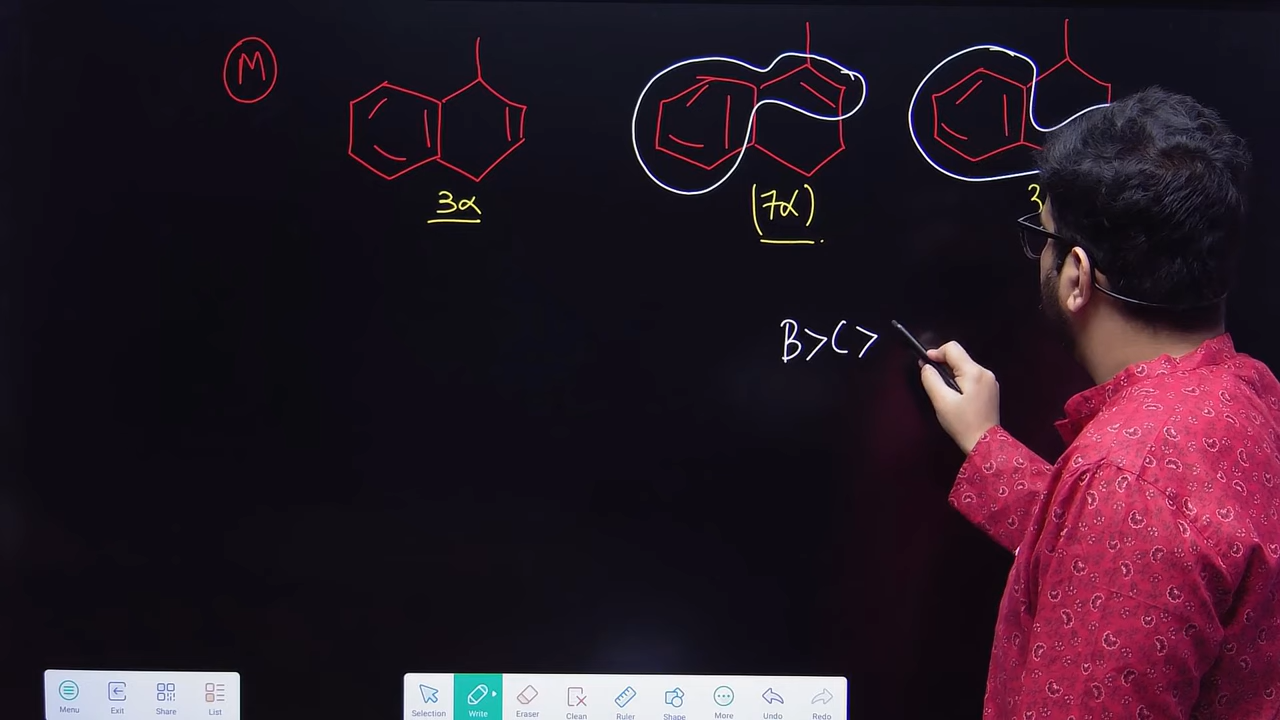 M
3α
(7α)
3
B>C>
Menu
Exit
Share
List
Selection
Write
Eraser
Clean
Ruler
Shape
More
Undo
Redo